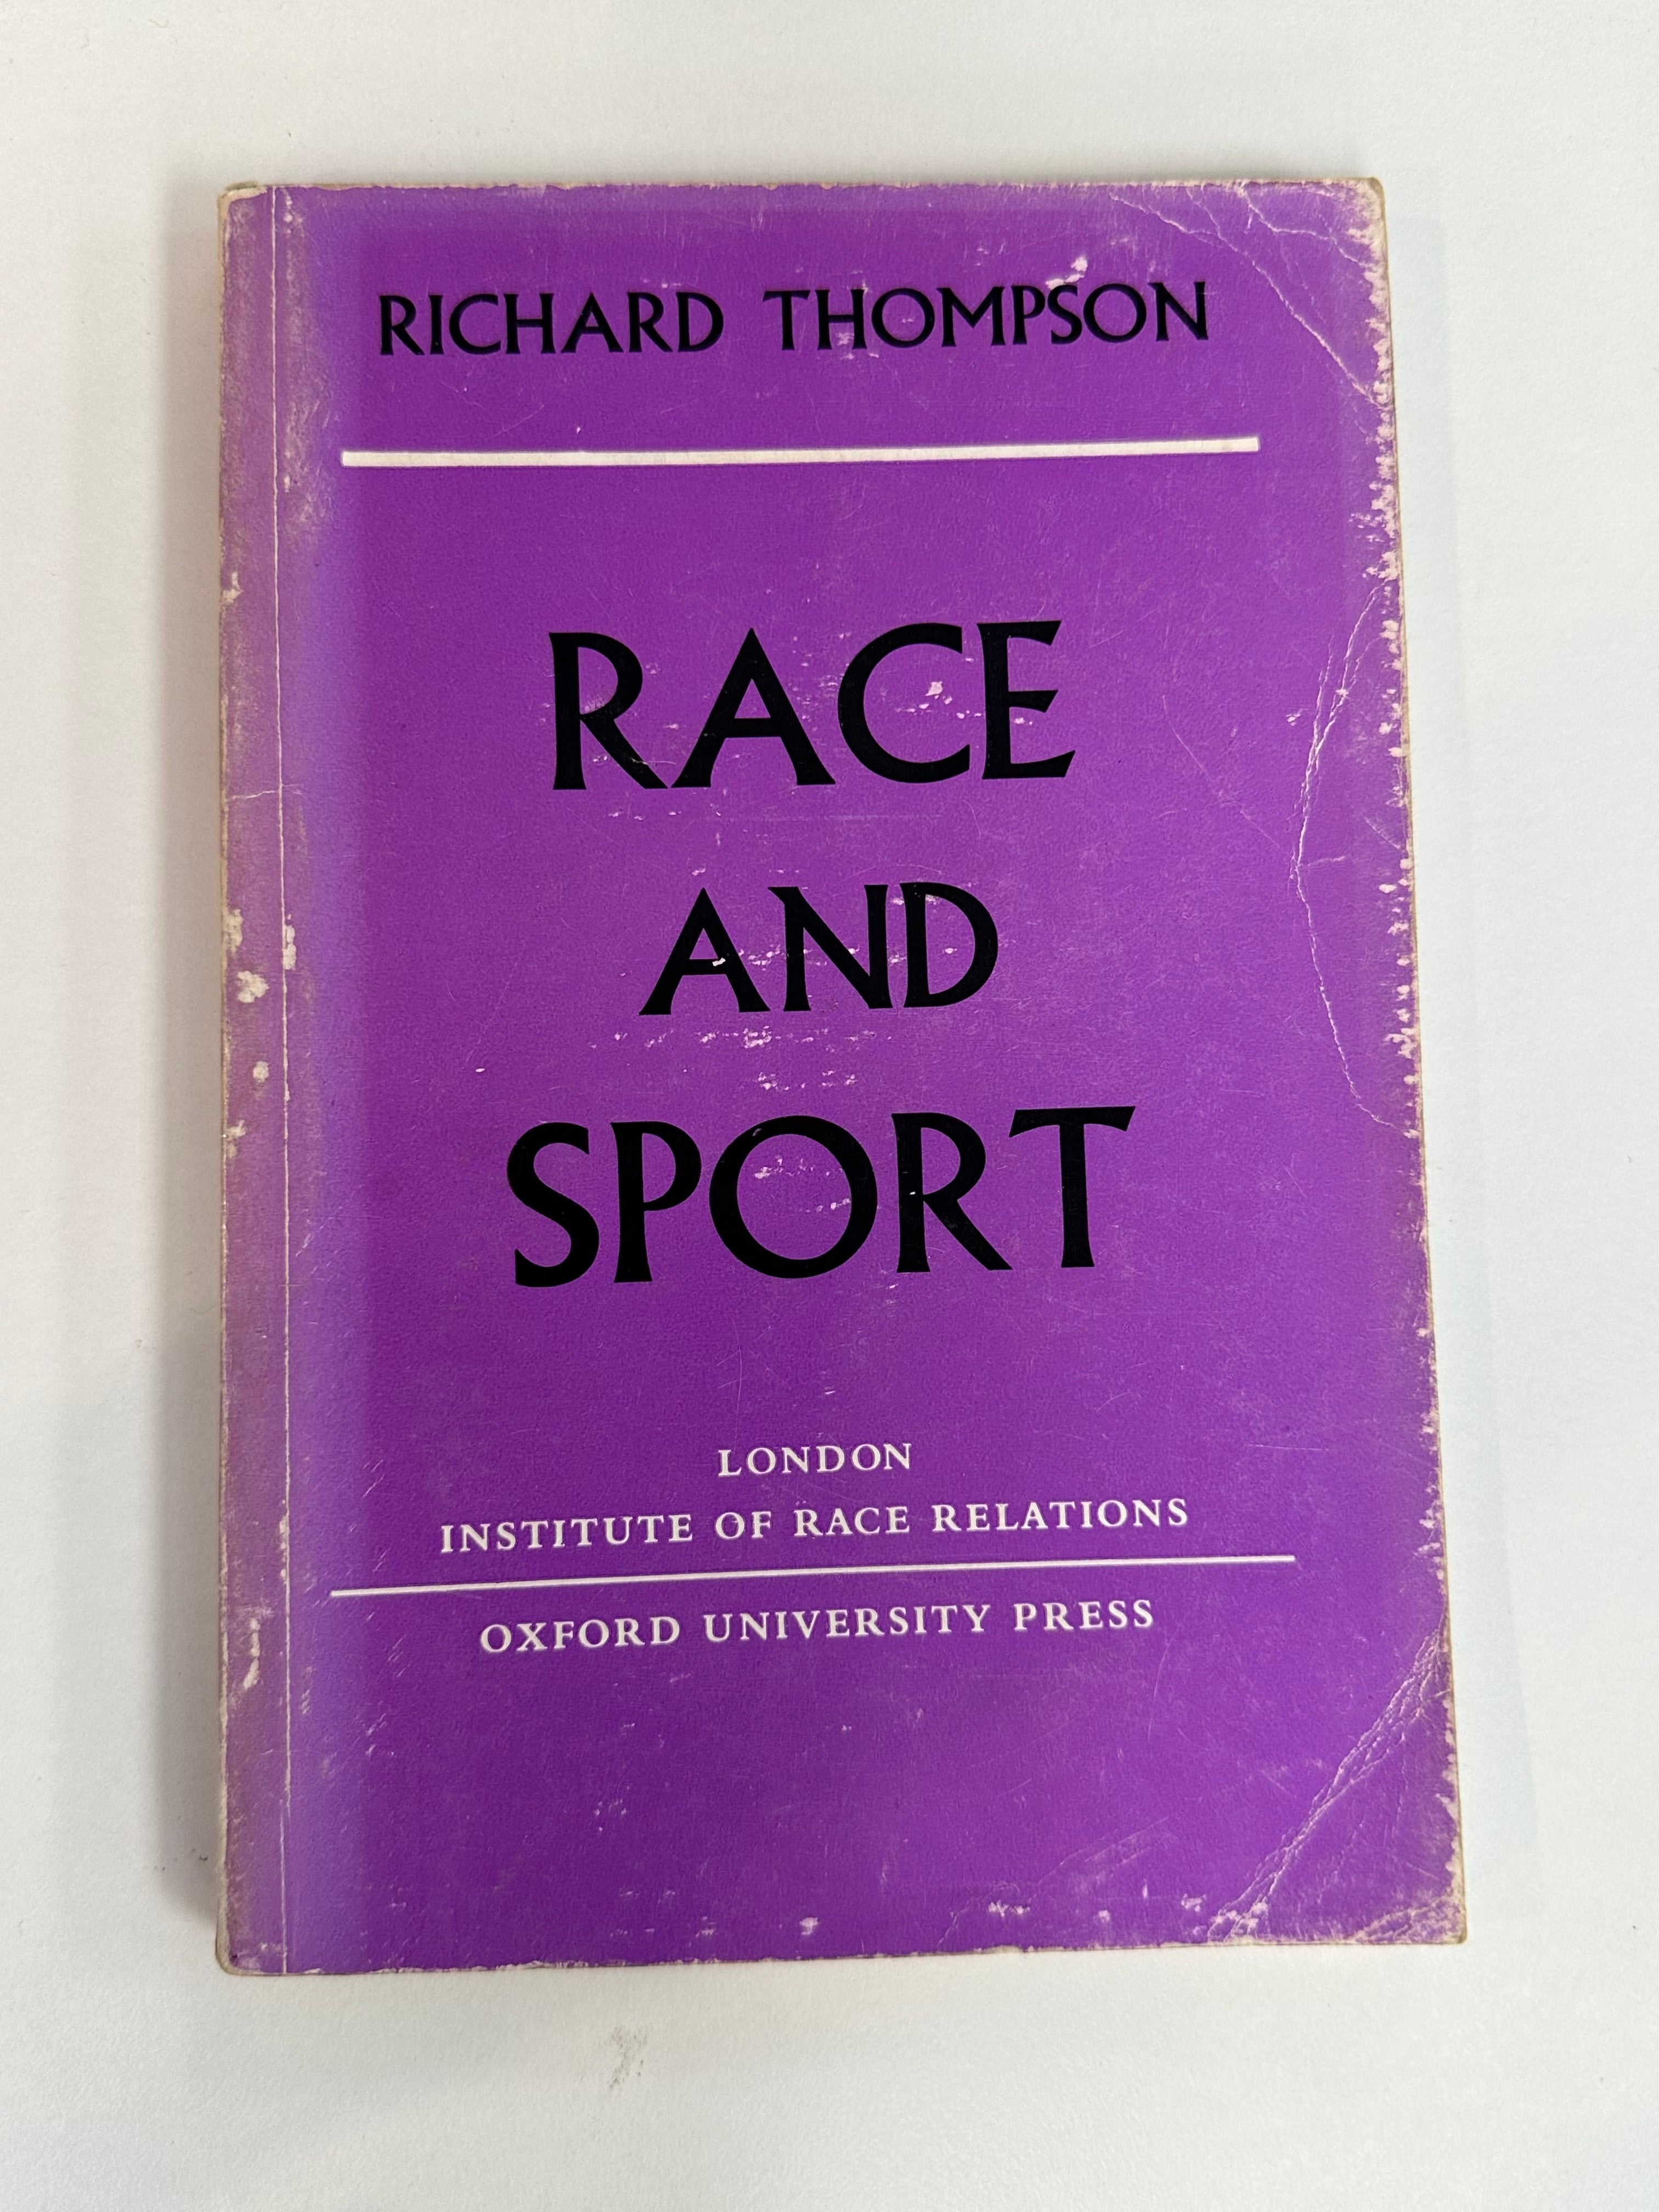 RICHARD THOMPSON
RACE
AND
SPORT
LONDON
INSTITUTE OF RACE RELATIONS
OXFORD UNIVERSITY PRESS